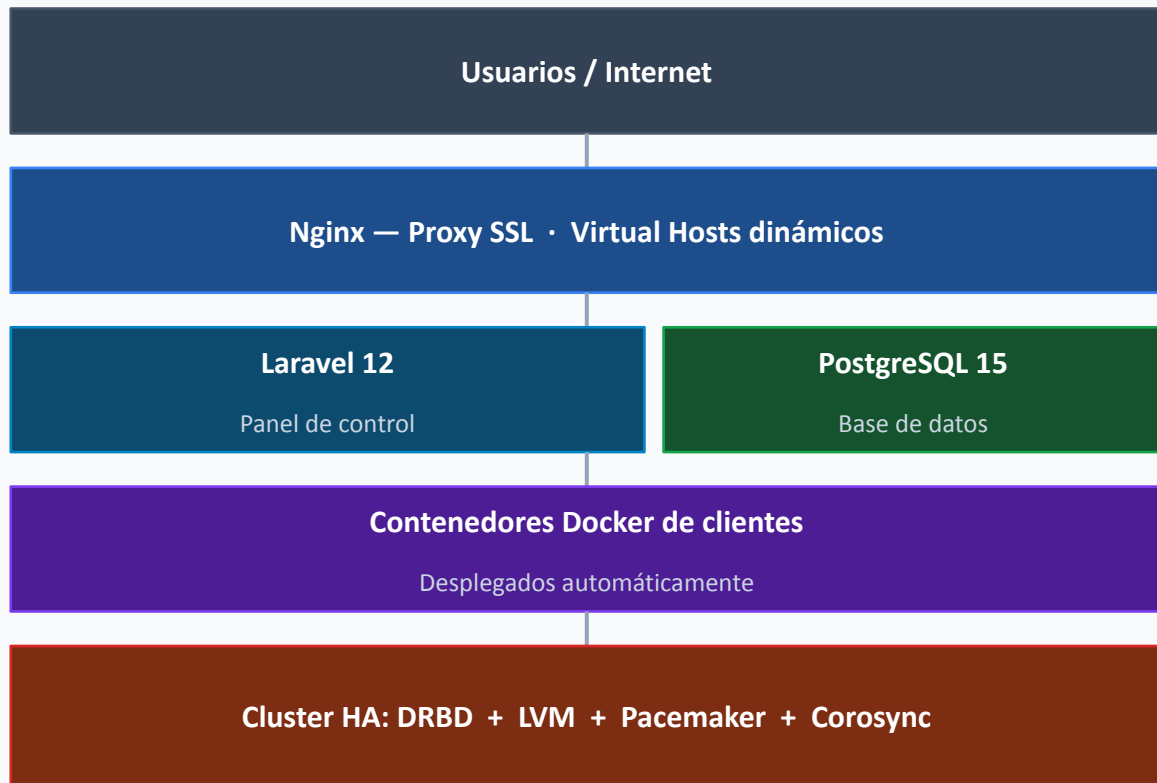 Usuarios / Internet
Nginx — Proxy SSL · Virtual Hosts dinámicos
Laravel 12
Panel de control
PostgreSQL 15
Base de datos
Contenedores Docker de clientes
Desplegados automáticamente
Cluster HA: DRBD + LVM + Pacemaker + Corosync